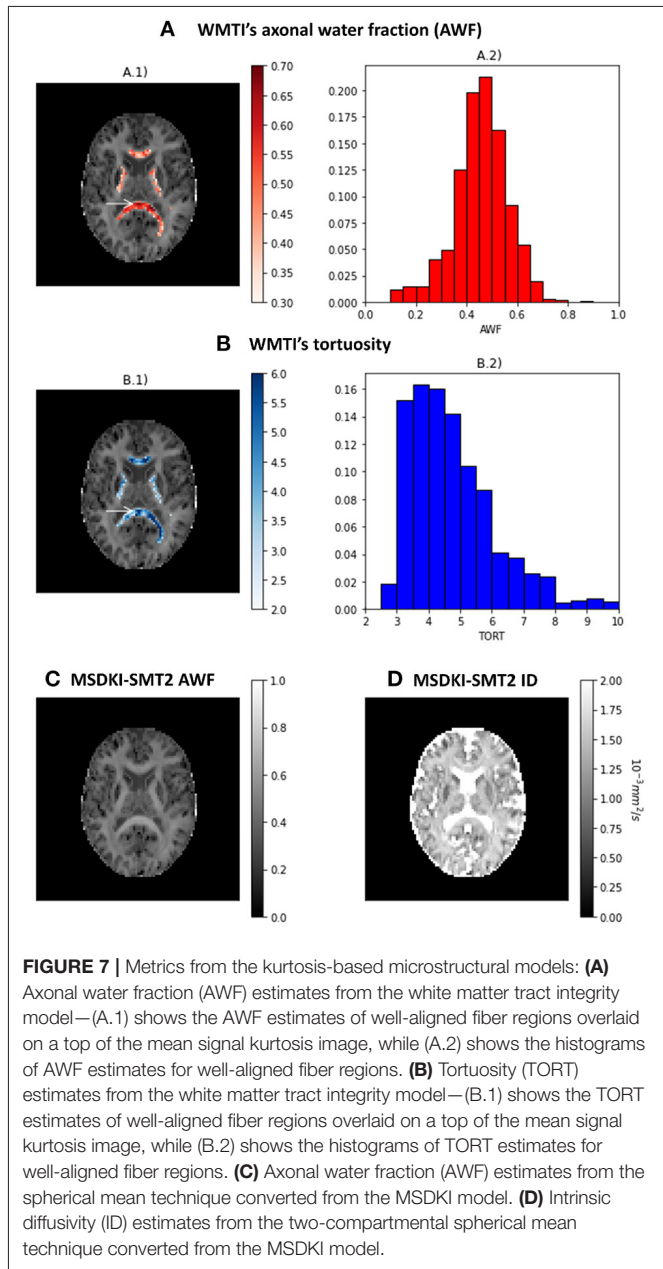 A WMTI's axonal water fraction (AWF)
A.1)
0.70
0.65
0.60
0.55
0.50
0.45
0.40
0.35
0.30
A.2)
0.200
0.175
0.150
0.125
0.100
0.075
0.050
0.025
0.000
0.0 0.2 0.4 0.6 0.8 1.0
AWF
B WMTI's tortuosity
B.1)
6.0
5.5
5.0
4.5
4.0
3.5
3.0
2.5
2.0
B.2)
0.16
0.14
0.12
0.10
0.08
0.06
0.04
0.02
0.00
2 3 4 5 6 7 8 9 10
TORT
C MSDKI-SMT2 AWF
1.0
0.8
0.6
0.4
0.2
0.0
D MSDKI-SMT2 ID
2.00
1.75
1.50
1.25
1.00
0.75
0.50
0.25
0.00
10⁻³mm²/s
FIGURE 7 | Metrics from the kurtosis-based microstructural models: (A)
Axonal water fraction (AWF) estimates from the white matter tract integrity
model—(A.1) shows the AWF estimates of well-aligned fiber regions overlaid
on a top of the mean signal kurtosis image, while (A.2) shows the histograms
of AWF estimates for well-aligned fiber regions. (B) Tortuosity (TORT)
estimates from the white matter tract integrity model—(B.1) shows the TORT
estimates of well-aligned fiber regions overlaid on a top of the mean signal
kurtosis image, while (B.2) shows the histograms of TORT estimates for
well-aligned fiber regions. (C) Axonal water fraction (AWF) estimates from the
spherical mean technique converted from the MSDKI model. (D) Intrinsic
diffusivity (ID) estimates from the two-compartmental spherical mean
technique converted from the MSDKI model.